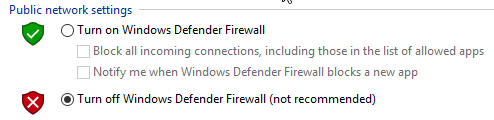 Public network settings
Turn on Windows Defender Firewall
Block all incoming connections, including those in the list of allowed apps
Notify me when Windows Defender Firewall blocks a new app
Turn off Windows Defender Firewall (not recommended)